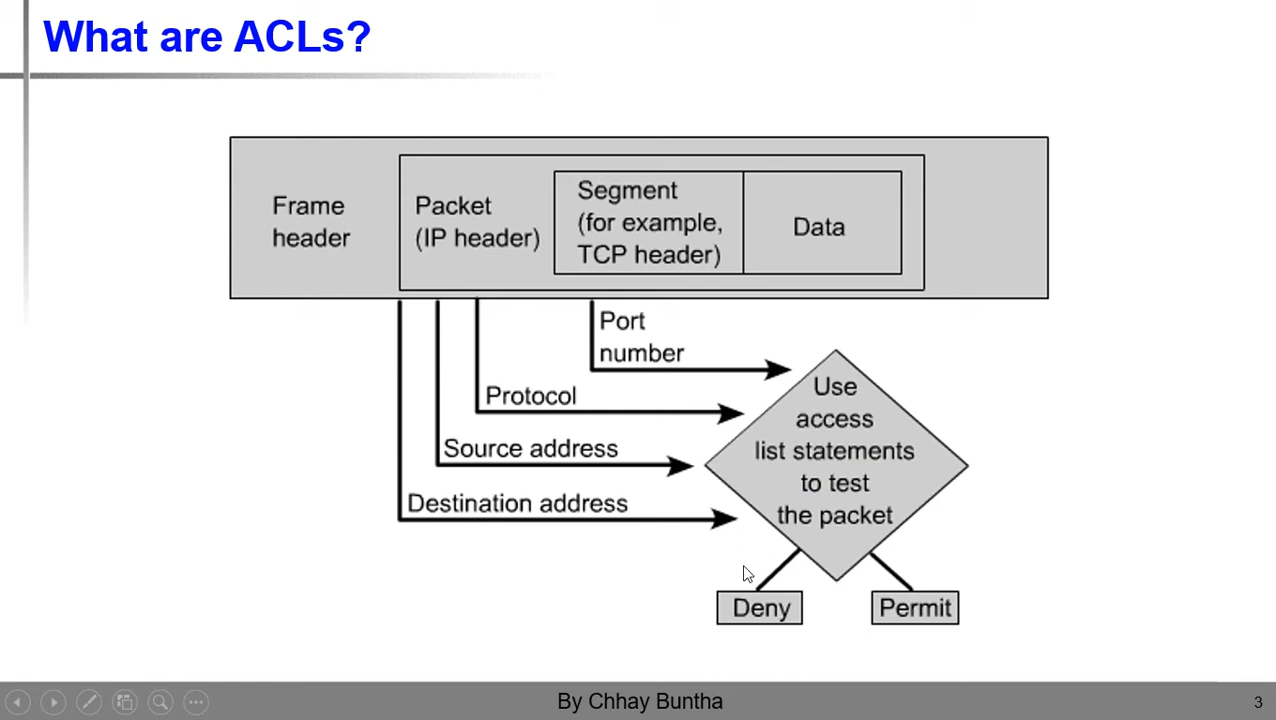 What are ACLs?
Frame
header
Packet
(IP header)
Segment
(for example,
TCP header)
Data
Port
number
Protocol
Source address
Destination address
Use
access
list statements
to test
the packet
Deny
Permit
By Chhay Buntha
3